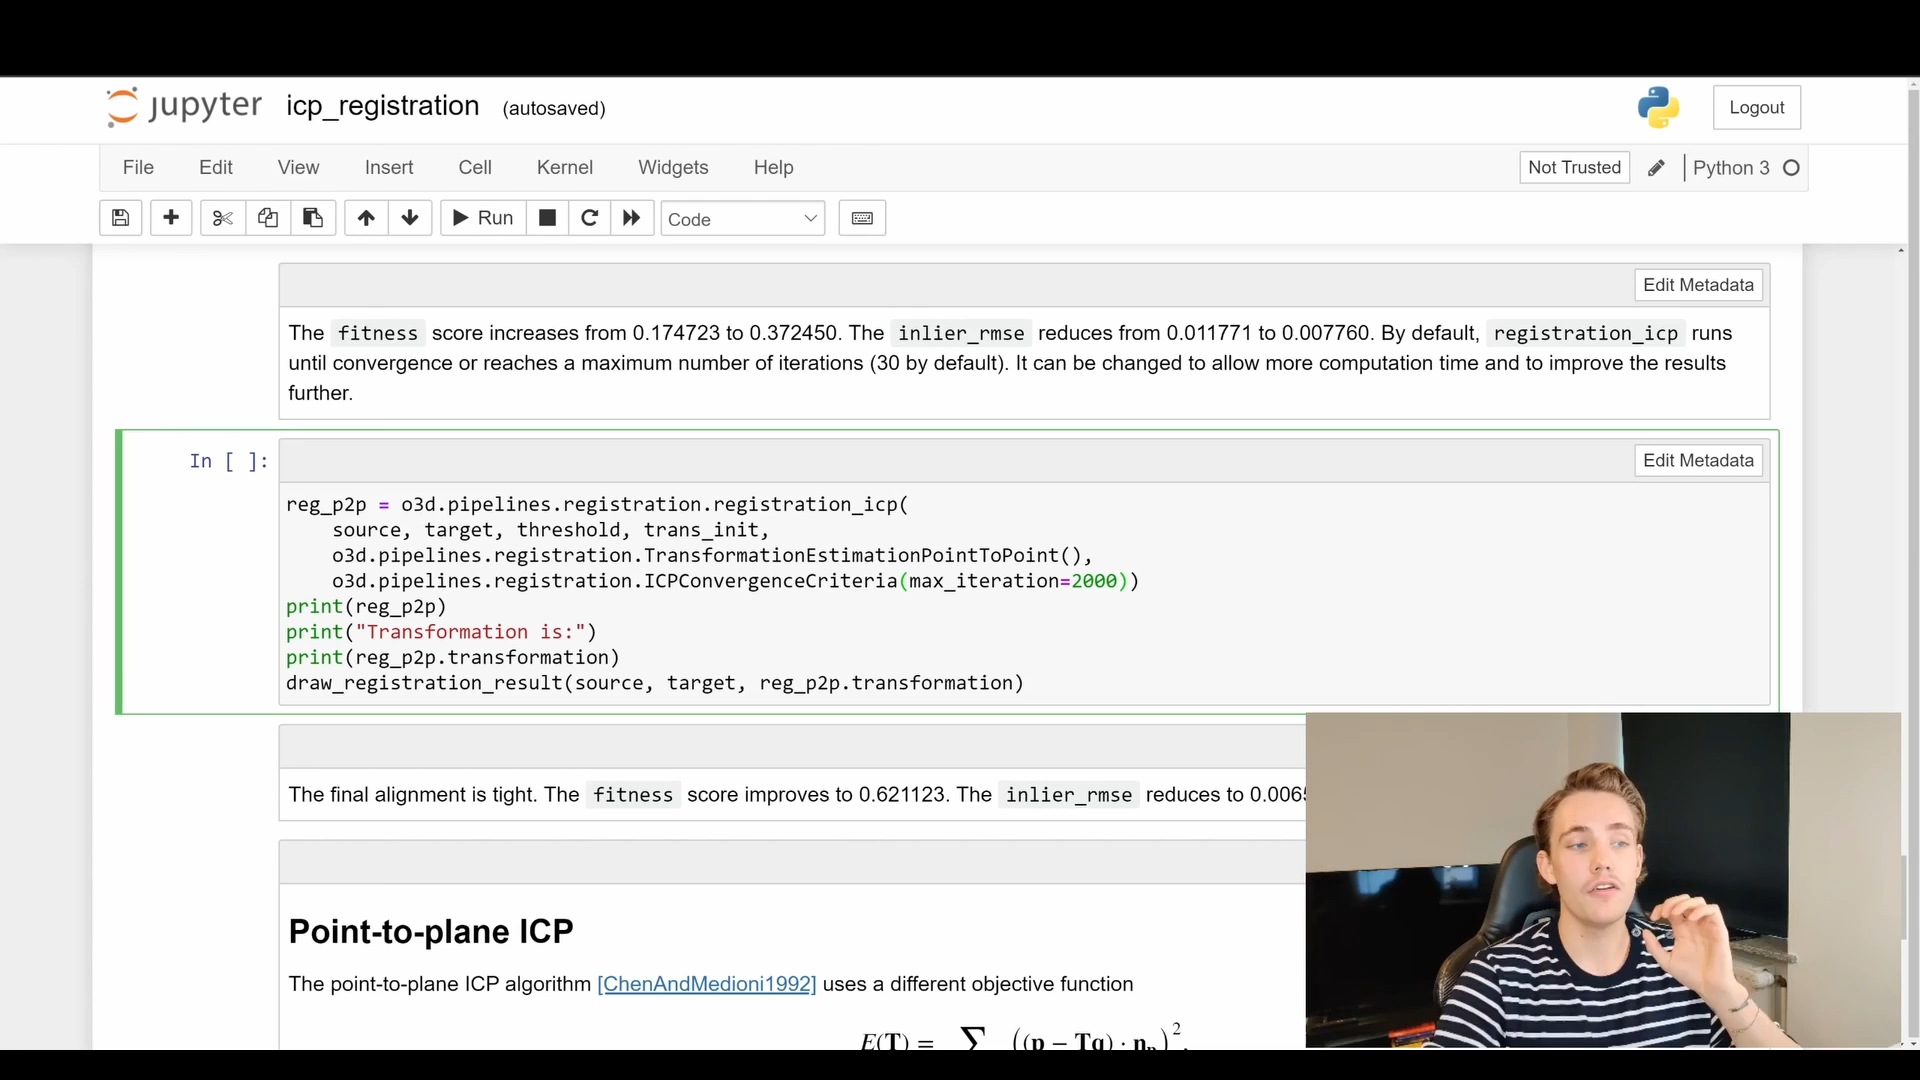 jupyter icp_registration (autosaved)
Logout
File Edit View Insert Cell Kernel Widgets Help
Not Trusted
Python 3
Run
Code
Edit Metadata
The fitness score increases from 0.174723 to 0.372450. The inlier_rmse reduces from 0.011771 to 0.007760. By default, registration_icp runs
until convergence or reaches a maximum number of iterations (30 by default). It can be changed to allow more computation time and to improve the results
further.
In [ ]:
Edit Metadata
reg_p2p = o3d.pipelines.registration.registration_icp(
    source, target, threshold, trans_init,
    o3d.pipelines.registration.TransformationEstimationPointToPoint(),
    o3d.pipelines.registration.ICPConvergenceCriteria(max_iteration=2000))
print(reg_p2p)
print("Transformation is:")
print(reg_p2p.transformation)
draw_registration_result(source, target, reg_p2p.transformation)
The final alignment is tight. The fitness score improves to 0.621123. The inlier_rmse reduces to
Point-to-plane ICP
The point-to-plane ICP algorithm [ChenAndMedioni1992] uses a different objective function
E(T) = ∑ ((p − Tq) · n_p)²,